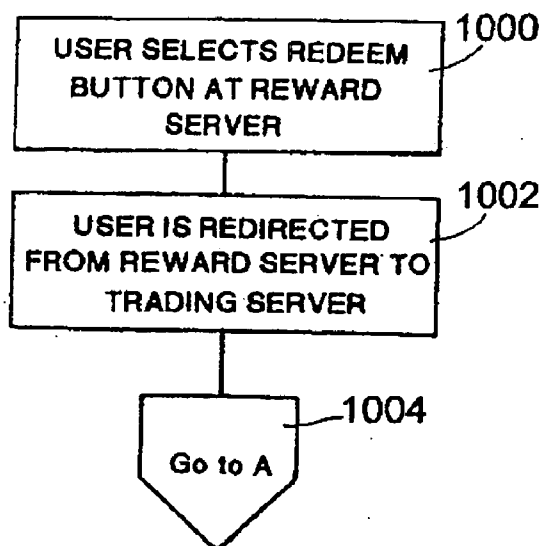 1000
USER SELECTS REDEEM
BUTTON AT REWARD
SERVER
1002
USER IS REDIRECTED
FROM REWARD SERVER TO
TRADING SERVER
1004
Go to A